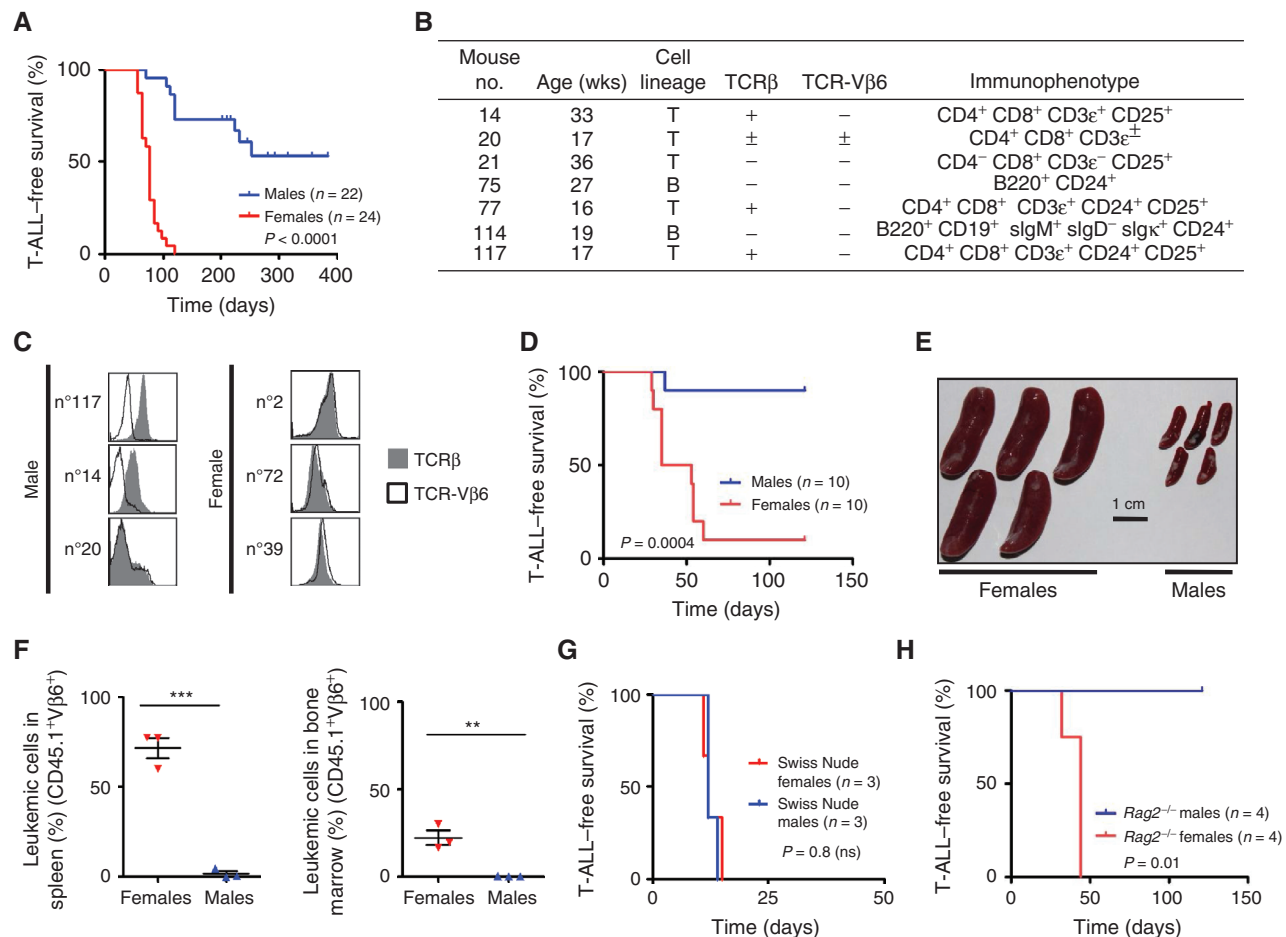 A
T-ALL–free survival (%)
100
50
0
0 100 200 300 400
Time (days)
Males (n = 22)
Females (n = 24)
P < 0.0001
B
Mouse no. Age (wks) Cell lineage TCRβ TCR-Vβ6 Immunophenotype
14 33 T + − CD4+ CD8+ CD3ε+ CD25+
20 17 T ± ± CD4+ CD8+ CD3ε±
21 36 T − − CD4− CD8+ CD3ε− CD25+
75 27 B − − B220+ CD24+
77 16 T + − CD4+ CD8+ CD3ε+ CD24+ CD25+
114 19 B − − B220+ CD19+ sIgM+ sIgD− sIgκ+ CD24+
117 17 T + − CD4+ CD8+ CD3ε+ CD24+ CD25+
C
Male
n°117
n°14
n°20
Female
n°2
n°72
n°39
TCRβ
TCR-Vβ6
D
T-ALL–free survival (%)
100
50
0
0 50 100 150
Time (days)
Males (n = 10)
Females (n = 10)
P = 0.0004
E
1 cm
Females Males
F
Leukemic cells in
spleen (%) (CD45.1+Vβ6+)
100
50
0
***
Females Males
Leukemic cells in bone
marrow (%) (CD45.1+Vβ6+)
100
50
0
**
Females Males
G
T-ALL–free survival (%)
100
50
0
0 25 50
Time (days)
Swiss Nude
females (n = 3)
Swiss Nude
males (n = 3)
P = 0.8 (ns)
H
T-ALL–free survival (%)
100
50
0
0 50 100 150
Time (days)
Rag2−/− males (n = 4)
Rag2−/− females (n = 4)
P = 0.01